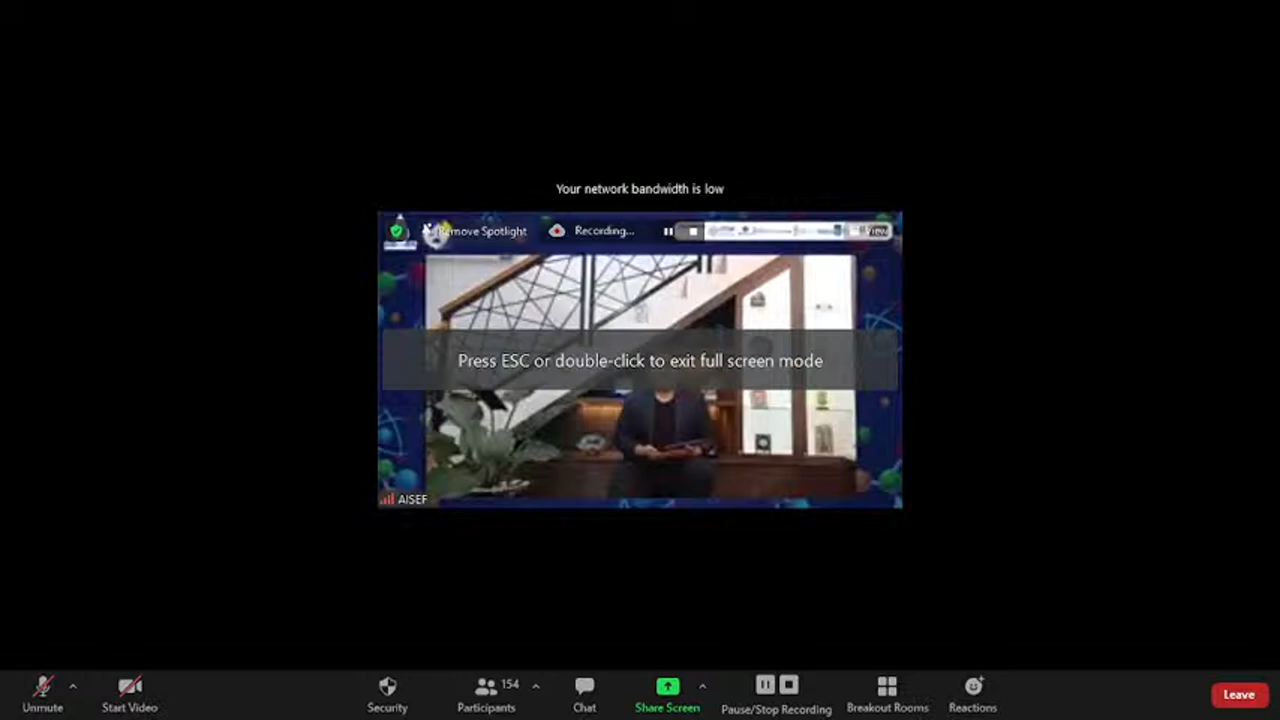 Your network bandwidth is low
Remove Spotlight
Recording...
View
Press ESC or double-click to exit full screen mode
AISEF
Unmute
Start Video
Security
154
Participants
Chat
Share Screen
Pause/Stop Recording
Breakout Rooms
Reactions
Leave